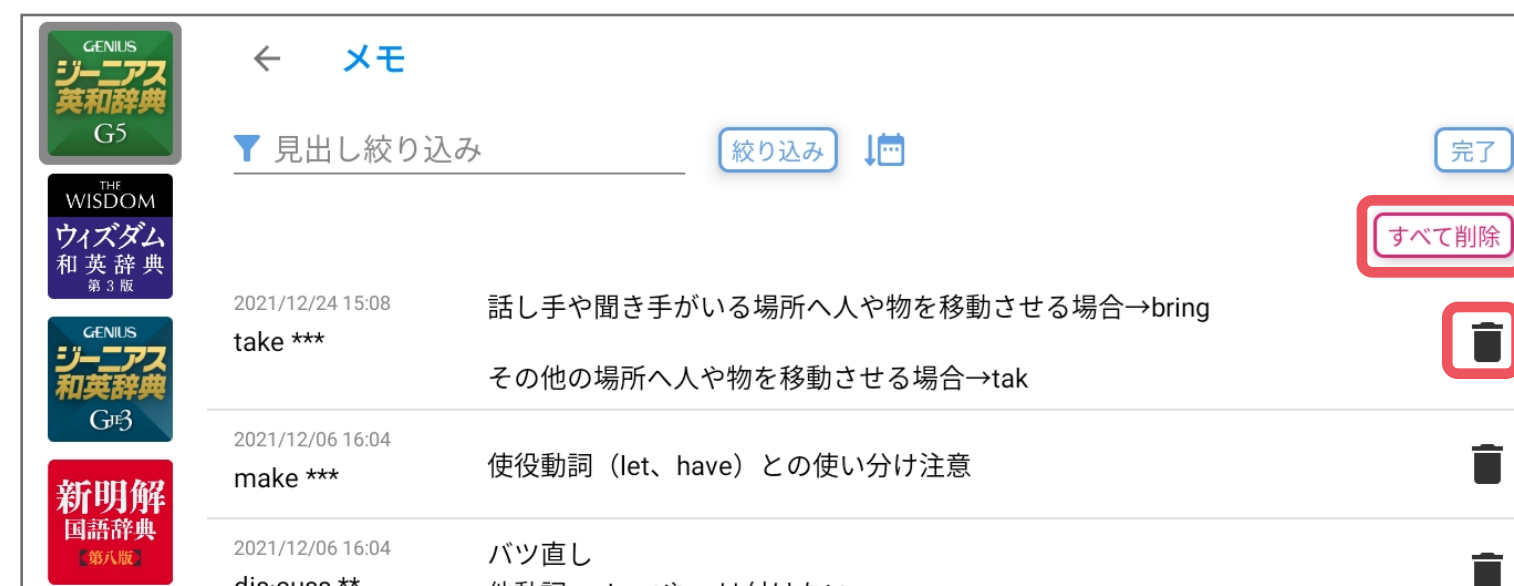 GENIUS
ジーニアス
英和辞典
G5
THE
WISDOM
ウィズダム
和英辞典
第3版
GENIUS
ジーニアス
和英辞典
GJE3
新明解
国語辞典
第八版
メモ
見出し絞り込み
絞り込み
完了
すべて削除
2021/12/24 15:08
take ***
話し手や聞き手がいる場所へ人や物を移動させる場合→bring
その他の場所へ人や物を移動させる場合→tak
2021/12/06 16:04
make ***
使役動詞（let、have）との使い分け注意
2021/12/06 16:04
バツ直し